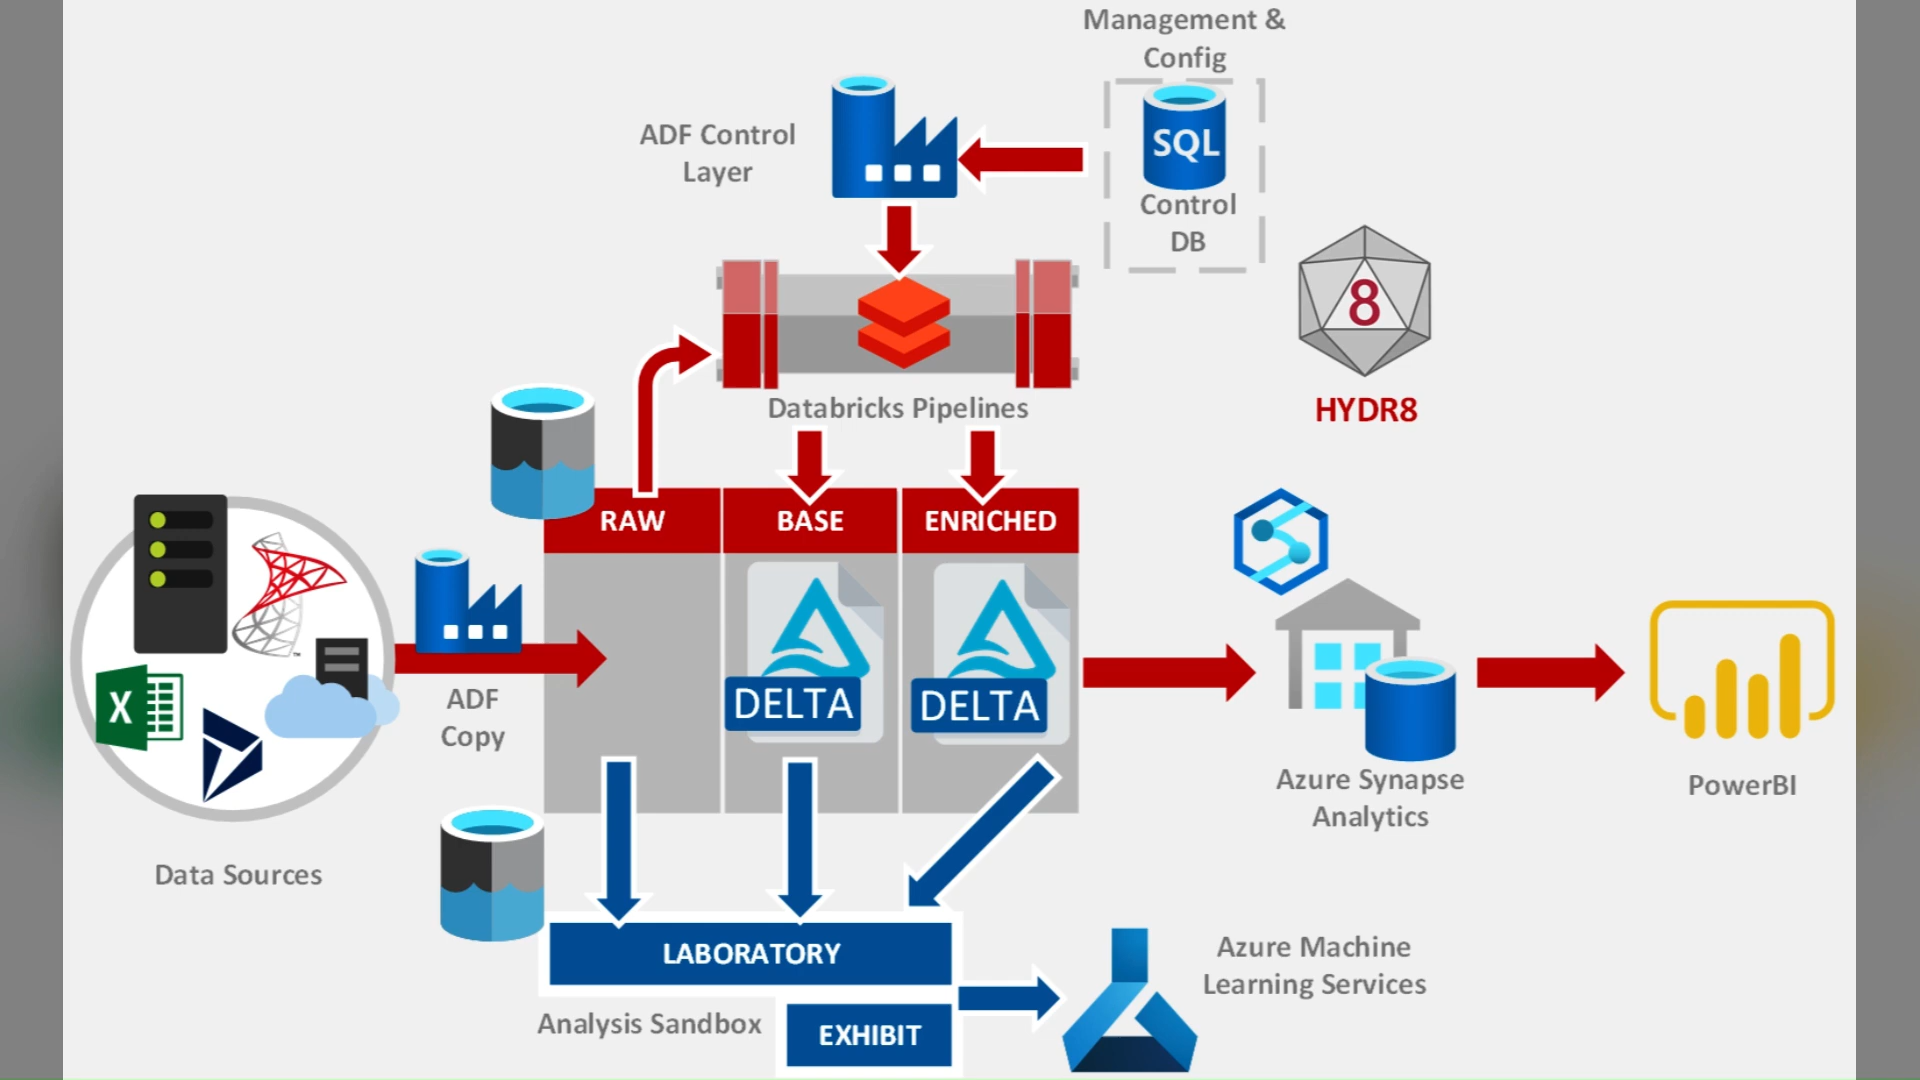 Management &
Config
ADF Control
Layer
SQL
Control
DB
8
HYDR8
Databricks Pipelines
RAW
BASE
ENRICHED
X
DELTA
DELTA
ADF
Copy
Data Sources
Azure Synapse
Analytics
PowerBI
LABORATORY
Analysis Sandbox
EXHIBIT
Azure Machine
Learning Services